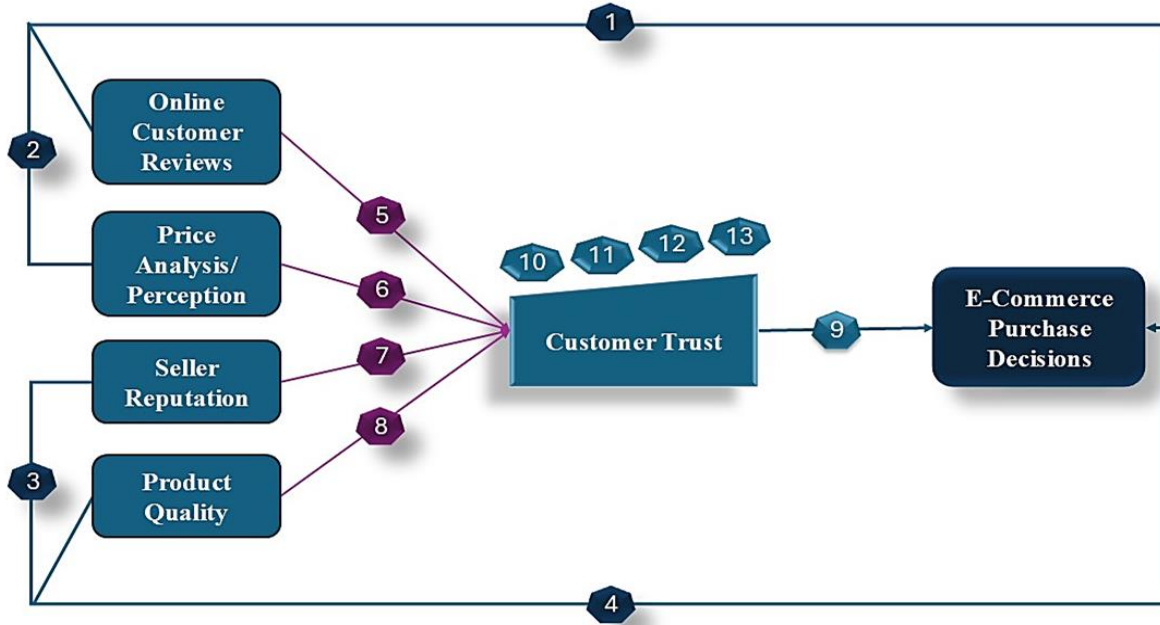 1
Online
Customer
Reviews
2
5
Price
Analysis/
Perception
6
10 11 12 13
Customer Trust
9
E-Commerce
Purchase
Decisions
Seller
Reputation
7
8
3
Product
Quality
4